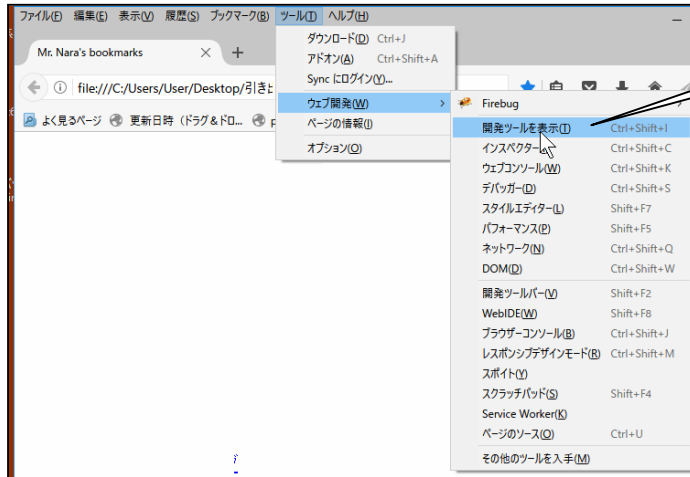 ファイル(F) 編集(E) 表示(V) 履歴(S) ブックマーク(B) ツール(T) ヘルプ(H)
Mr. Nara's bookmarks
file:///C:/Users/User/Desktop/引き
よく見るページ 更新日時 (ドラグ&ドロ...
ダウンロード(D) Ctrl+J
アドオン(A) Ctrl+Shift+A
Sync にログイン(Y)...
ウェブ開発(W)
ページの情報(I)
オプション(O)
Firebug
開発ツールを表示(T) Ctrl+Shift+I
インスペクター Ctrl+Shift+C
ウェブコンソール(W) Ctrl+Shift+K
デバッガー(D) Ctrl+Shift+S
スタイルエディター(L) Shift+F7
パフォーマンス(P) Shift+F5
ネットワーク(N) Ctrl+Shift+Q
DOM(D) Ctrl+Shift+W
開発ツールバー(V) Shift+F2
WebIDE(W) Shift+F8
ブラウザーコンソール(B) Ctrl+Shift+J
レスポンシブデザインモード(R) Ctrl+Shift+M
スポイト(Y)
スクラッチパッド(S) Shift+F4
Service Worker(K)
ページのソース(O) Ctrl+U
その他のツールを入手(M)